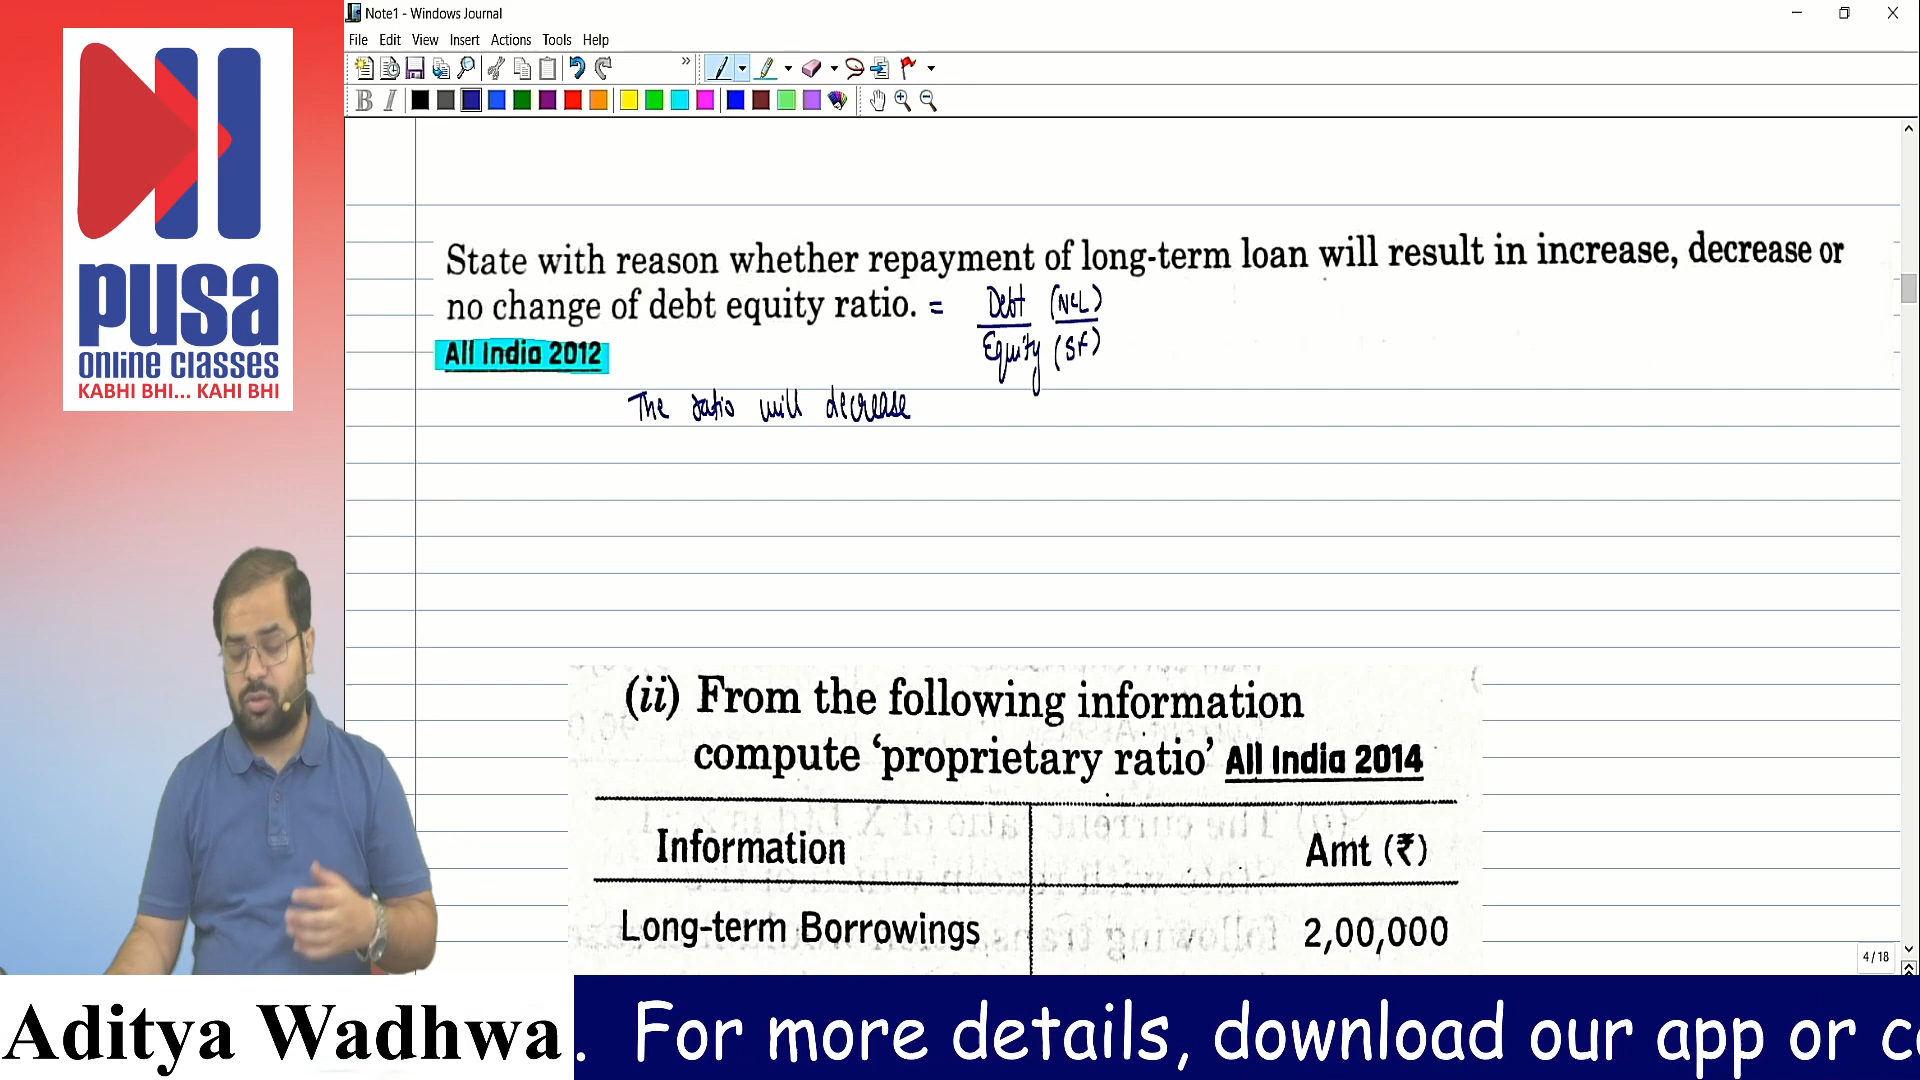 Note1 - Windows Journal
File Edit View Insert Actions Tools Help
B I
State with reason whether repayment of long-term loan will result in increase, decrease or
no change of debt equity ratio. = Debt (NCL)
Equity (SF)
All India 2012
The ratio will decrease
(ii) From the following information
compute ‘proprietary ratio’ All India 2014
Information Amt (₹)
Long-term Borrowings 2,00,000
4 / 18
PUSA
ONLINE CLASSES
KABHI BHI... KAHI BHI
Aditya Wadhwa . For more details, download our app or c